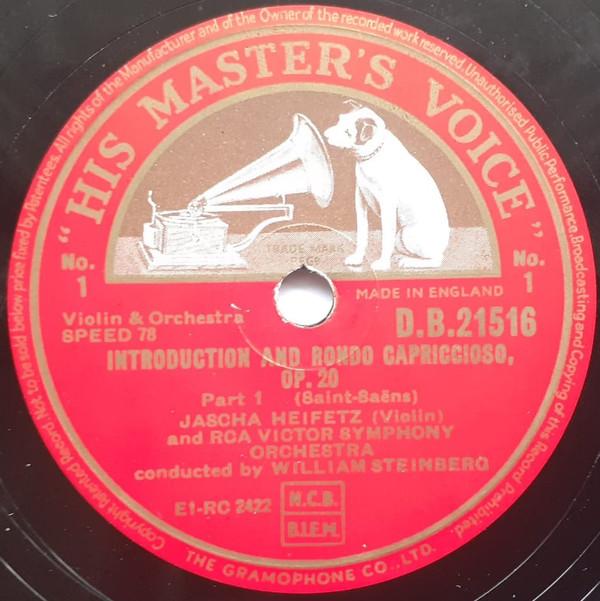 Copyright Patented Record. Not to be sold below price fixed by Patentees. All rights of the Manufacturer and of the Owner of the recorded work reserved. Unauthorised Public Performance, Broadcasting and Copying of this Record Prohibited.
"HIS MASTER'S VOICE"
TRADE MARK
REGD
No.
1
No.
1
MADE IN ENGLAND
Violin & Orchestra
SPEED 78
D.B.21516
INTRODUCTION AND RONDO CAPRICCIOSO,
OP. 20
Part 1 (Saint-Saëns)
JASCHA HEIFETZ (Violin)
and RCA VICTOR SYMPHONY
ORCHESTRA
conducted by WILLIAM STEINBERG
E1-RC 2422
N.C.B.
B.I.E.M.
THE GRAMOPHONE CO., LTD.